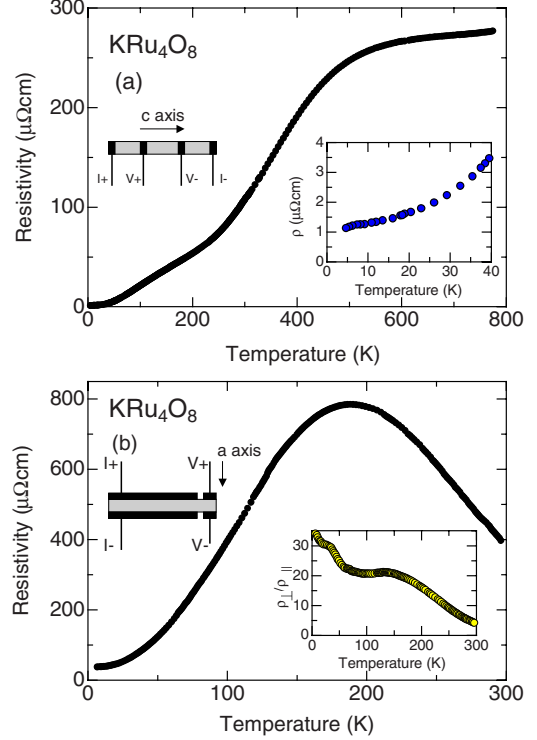 KRu₄O₈
(a)
c axis
I+ V+ V- I-
Resistivity (μΩcm)
300
200
100
0
0 200 400 600 800
Temperature (K)
ρ (μΩcm)
4
3
2
1
0
0 10 20 30 40
Temperature (K)
KRu₄O₈
(b)
I+ V+ a axis
I- V-
Resistivity (μΩcm)
800
600
400
200
0
0 100 200 300
Temperature (K)
ρ⊥/ρ||
30
20
10
0
0 100 200 300
Temperature (K)